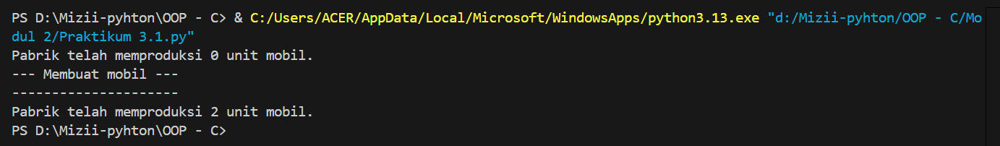 PS D:\Mizii-pyhton\OOP - C> & C:/Users/ACER/AppData/Local/Microsoft/WindowsApps/python3.13.exe "d:/Mizii-pyhton/OOP - C/Mo
dul 2/Praktikum 3.1.py"
Pabrik telah memproduksi 0 unit mobil.
--- Membuat mobil ---
---------------------
Pabrik telah memproduksi 2 unit mobil.
PS D:\Mizii-pyhton\OOP - C>